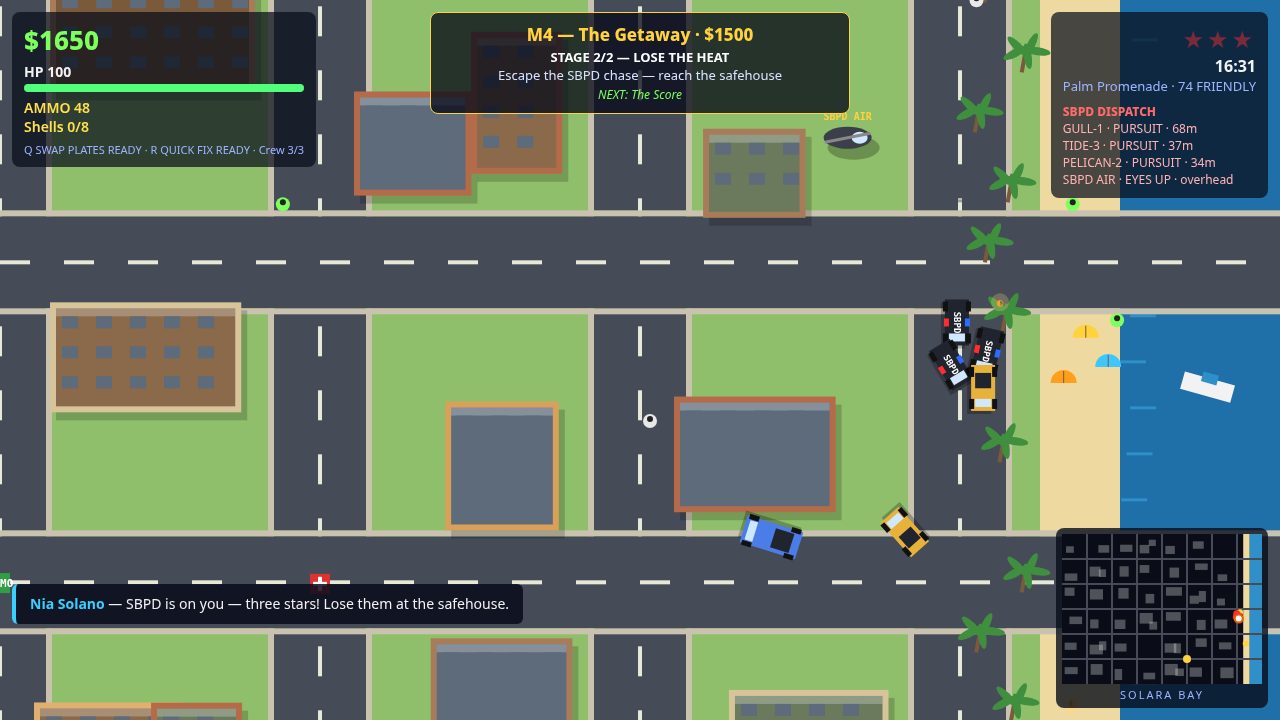 $1650
HP 100
AMMO 48
Shells 0/8
Q SWAP PLATES READY · R QUICK FIX READY · Crew 3/3
M4 — The Getaway · $1500
STAGE 2/2 — LOSE THE HEAT
Escape the SBPD chase — reach the safehouse
NEXT: The Score
★ ★ ★
16:31
Palm Promenade · 74 FRIENDLY
SBPD DISPATCH
GULL-1 · PURSUIT · 68m
TIDE-3 · PURSUIT · 37m
PELICAN-2 · PURSUIT · 34m
SBPD AIR · EYES UP · overhead
SBPD AIR
SBPD
SBPD
SBPD
Nia Solano — SBPD is on you — three stars! Lose them at the safehouse.
SOLARA BAY